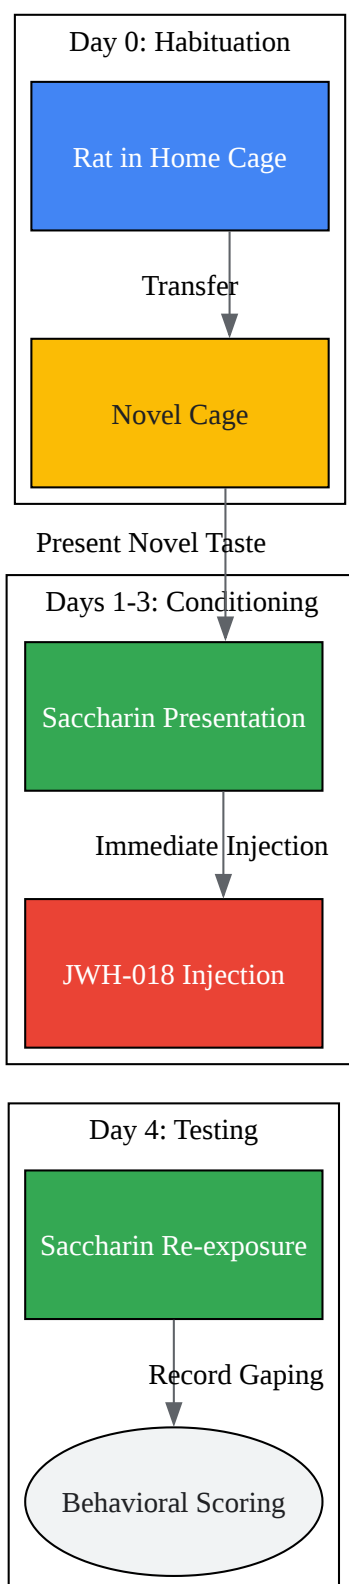 Day 0: Habituation
Rat in Home Cage
Transfer
Novel Cage
Present Novel Taste
Days 1-3: Conditioning
Saccharin Presentation
Immediate Injection
JWH-018 Injection
Day 4: Testing
Saccharin Re-exposure
Record Gaping
Behavioral Scoring